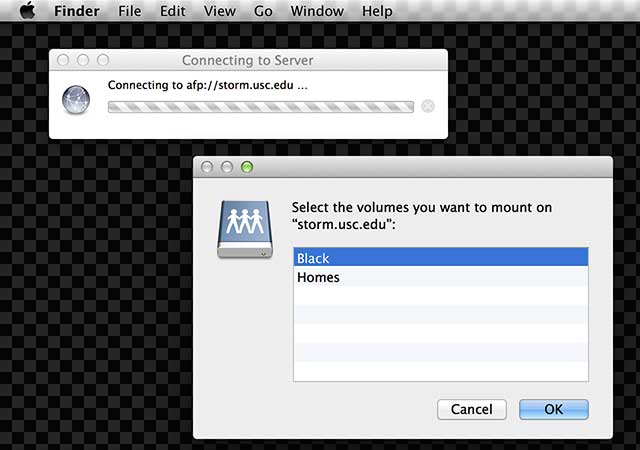 Finder File Edit View Go Window Help
Connecting to Server
Connecting to afp://storm.usc.edu ...
Select the volumes you want to mount on
“storm.usc.edu”:
Black
Homes
Cancel OK